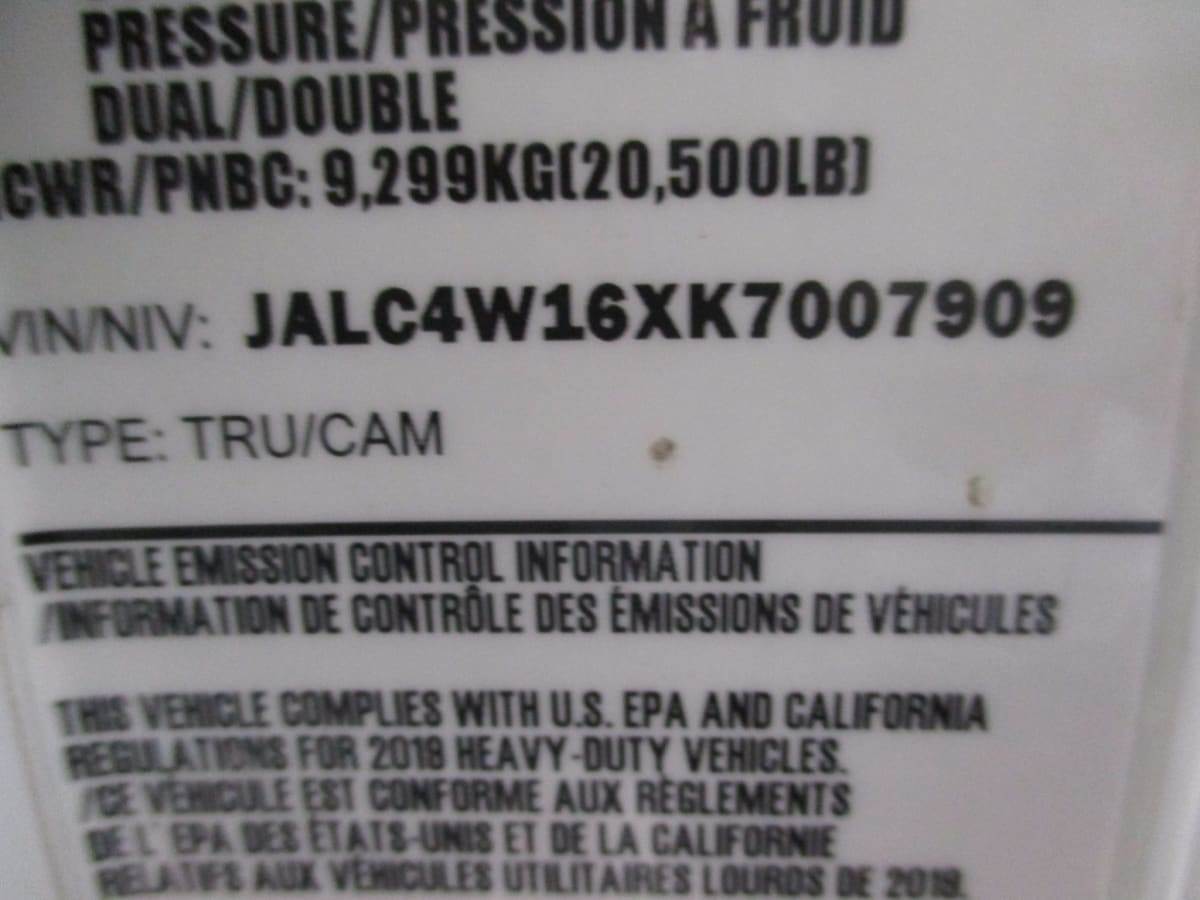 PRESSURE/PRESSION À FROID
DUAL/DOUBLE
GCWR/PNBC: 9,299KG(20,500LB)
VIN/NIV: JALC4W16XK7007909
TYPE: TRU/CAM
VEHICLE EMISSION CONTROL INFORMATION
/INFORMATION DE CONTRÔLE DES ÉMISSIONS DE VÉHICULES
THIS VEHICLE COMPLIES WITH U.S. EPA AND CALIFORNIA
REGULATIONS FOR 2018 HEAVY-DUTY VEHICLES.
/CE VÉHICULE EST CONFORME AUX RÈGLEMENTS
DE L'EPA DES ÉTATS-UNIS ET DE LA CALIFORNIE
RELATIFS AUX VÉHICULES UTILITAIRES LOURDS DE 2018.